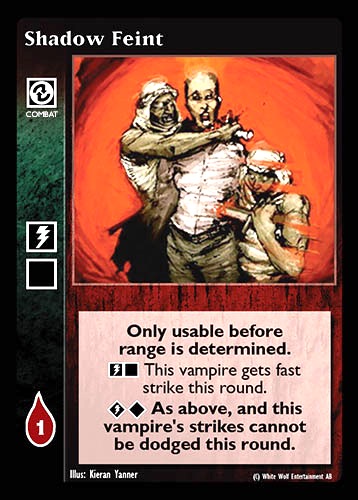 Shadow Feint
COMBAT
Only usable before
range is determined.
This vampire gets fast
strike this round.
As above, and this
vampire's strikes cannot
be dodged this round.
1
Illus: Kieran Yanner
(C) White Wolf Entertainment AB